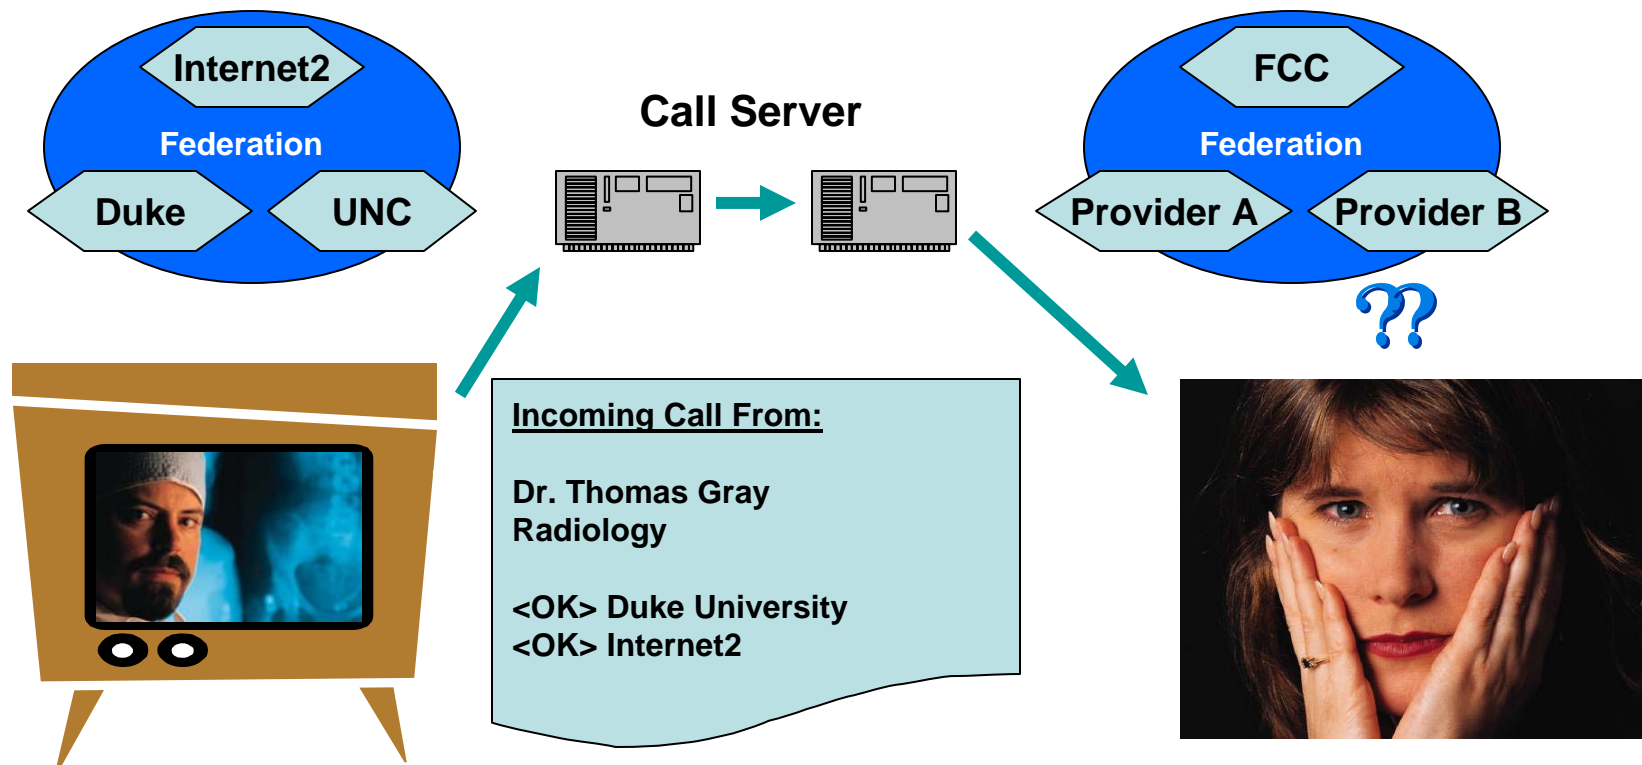 Internet2
Federation
Duke
UNC
Call Server
FCC
Federation
Provider A
Provider B
??
Incoming Call From:
Dr. Thomas Gray
Radiology
<OK> Duke University
<OK> Internet2